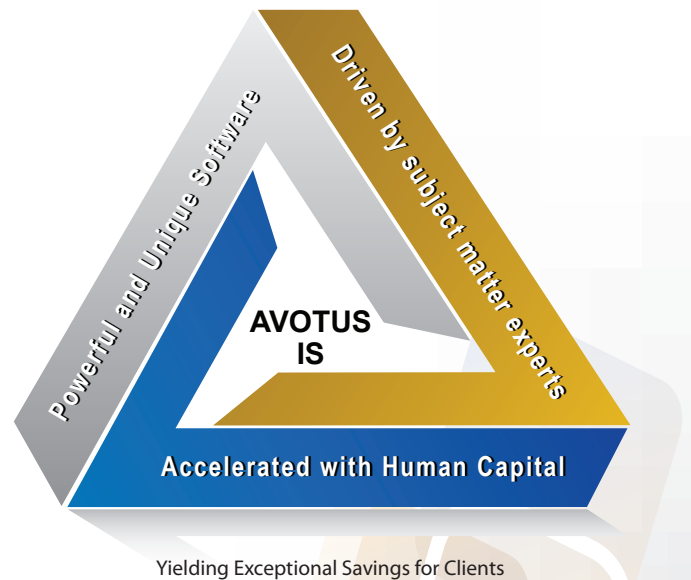 Powerful and Unique Software
Driven by subject matter experts
AVOTUS
IS
Accelerated with Human Capital
Yielding Exceptional Savings for Clients